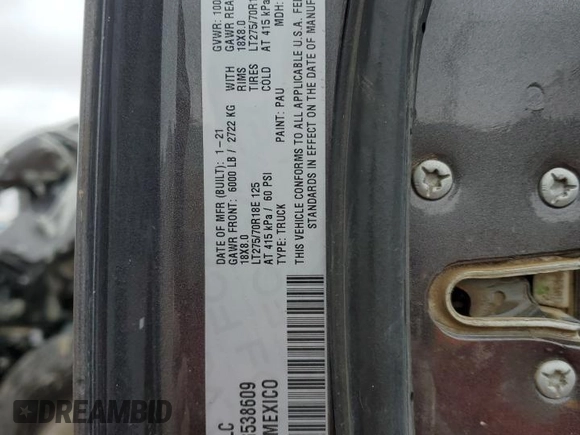 LC
DATE OF MFR (BUILT): 1-21 GVWR: 100
GAWR FRONT: 6000 LB / 2722 KG WITH GAWR REA
18X8.0 RIMS 18X8.0
LT275/70R18E 125 TIRES LT275/70R1
AT 415 kPa / 60 PSI COLD AT 415 kPa
TYPE: TRUCK PAINT: PAU MDH:
THIS VEHICLE CONFORMS TO ALL APPLICABLE U.S.A. FE
STANDARDS IN EFFECT ON THE DATE OF MANUF
538609
MEXICO
DIRECTEMBID